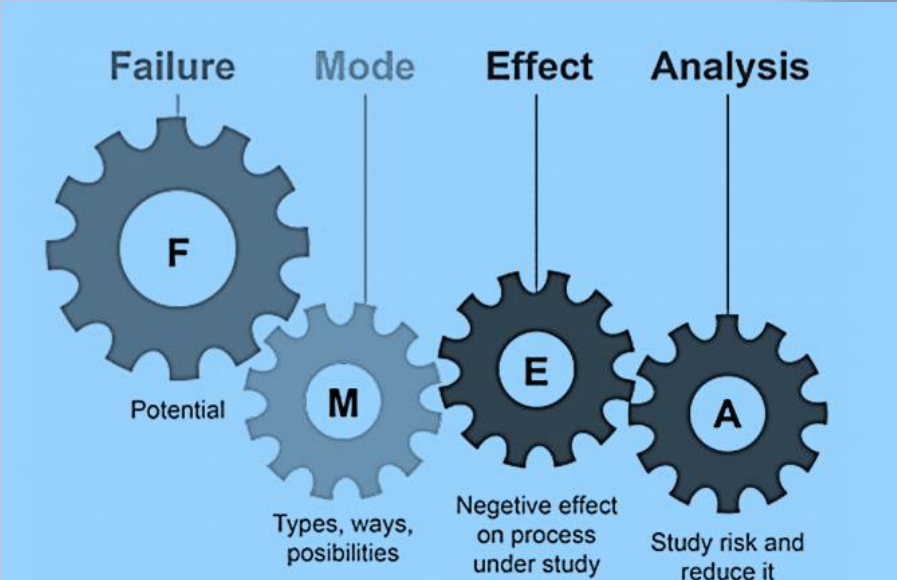 Failure Mode Effect Analysis
F
M
E
A
Potential
Types, ways,
posibilities
Negetive effect
on process
under study
Study risk and
reduce it